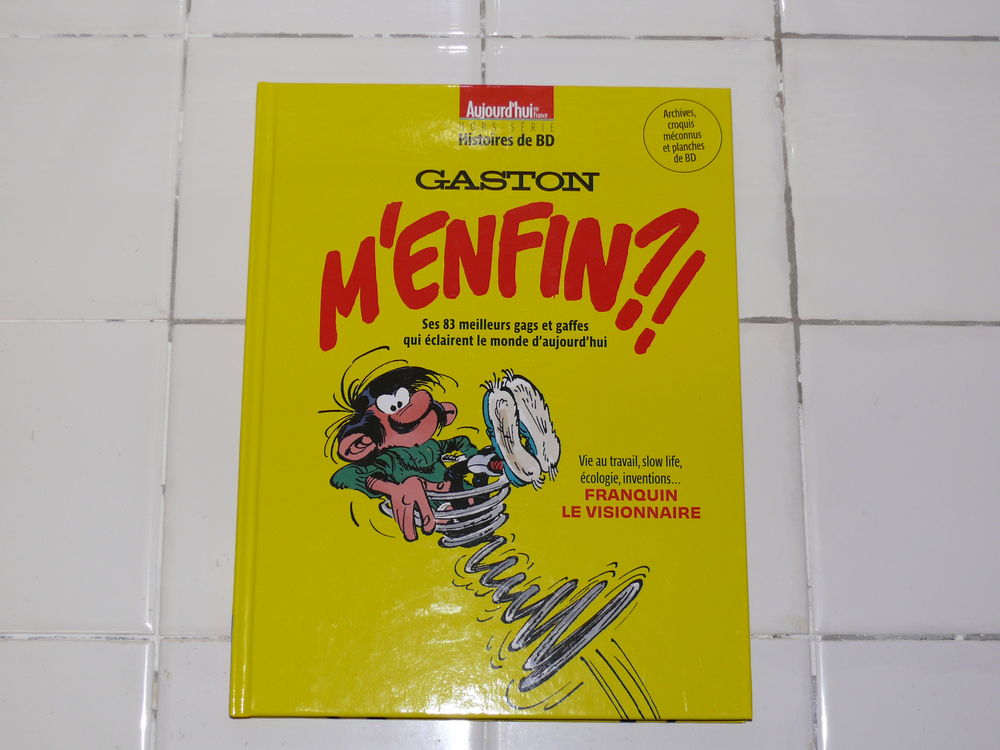 Aujourd'hui en France
HORS-SÉRIE
Histoires de BD
Archives,
croquis
méconnus
et planches
de BD
GASTON
M'ENFIN?!
Ses 83 meilleurs gags et gaffes
qui éclairent le monde d'aujourd'hui
Vie au travail, slow life,
écologie, inventions...
FRANQUIN
LE VISIONNAIRE